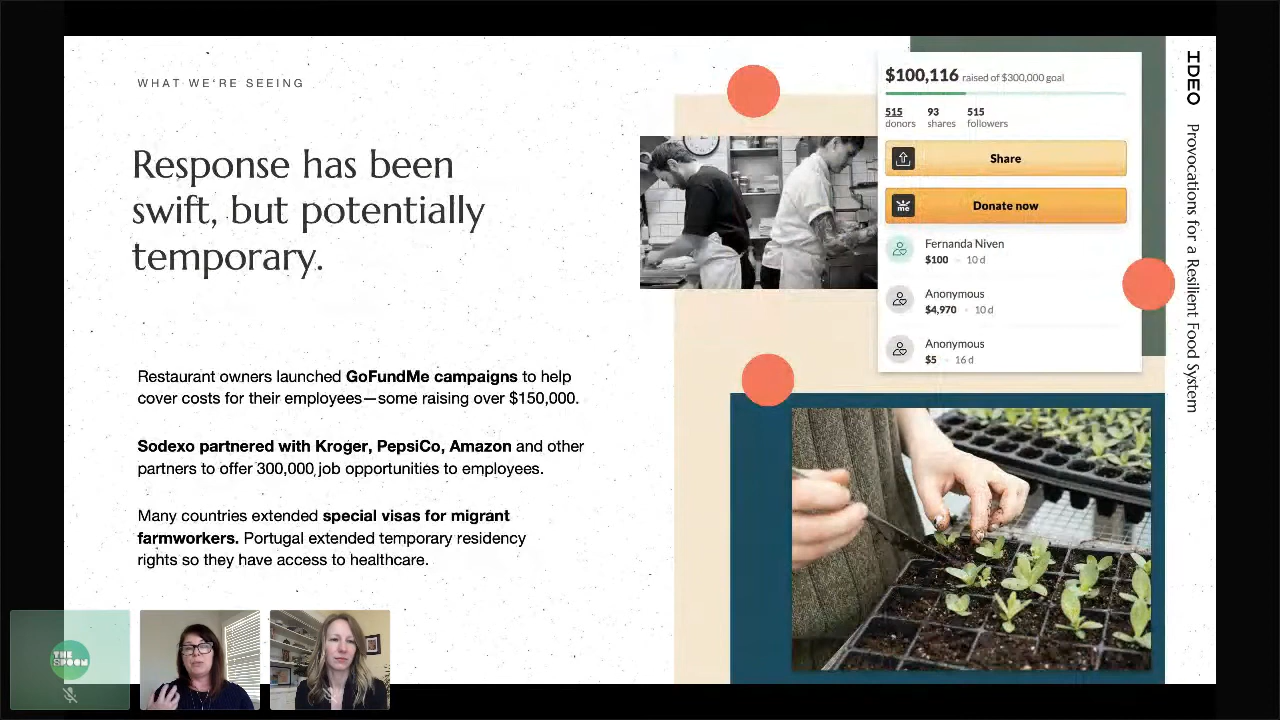 WHAT WE'RE SEEING
Response has been
swift, but potentially
temporary.
Restaurant owners launched GoFundMe campaigns to help
cover costs for their employees—some raising over $150,000.
Sodexo partnered with Kroger, PepsiCo, Amazon and other
partners to offer 300,000 job opportunities to employees.
Many countries extended special visas for migrant
farmworkers. Portugal extended temporary residency
rights so they have access to healthcare.
$100,116 raised of $300,000 goal
515 93 515
donors shares followers
Share
me Donate now
Fernanda Niven
$100 · 10 d
Anonymous
$4,970 · 10 d
Anonymous
$5 · 16 d
IDEO Provocations for a Resilient Food System
THE
SPOON